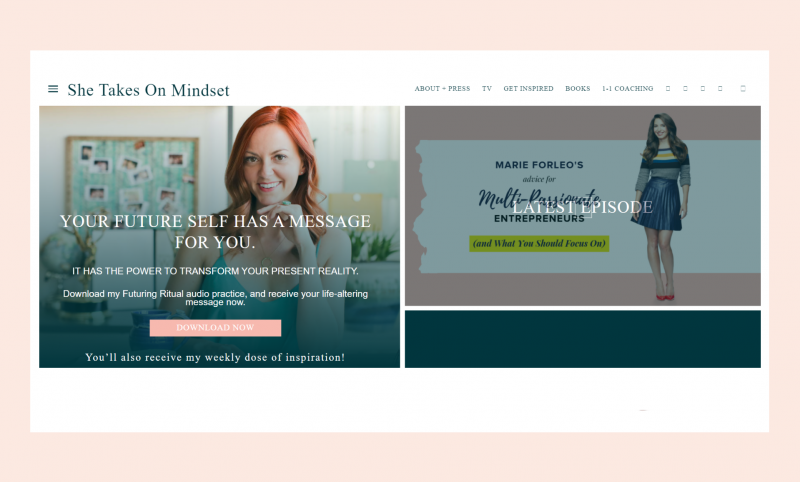 She Takes On Mindset
ABOUT + PRESS TV GET INSPIRED BOOKS 1-1 COACHING
YOUR FUTURE SELF HAS A MESSAGE
FOR YOU.
IT HAS THE POWER TO TRANSFORM YOUR PRESENT REALITY.
Download my Futuring Ritual audio practice, and receive your life-altering
message now.
DOWNLOAD NOW
You'll also receive my weekly dose of inspiration!
MARIE FORLEO'S
advice for
Multi-Passionate
LATEST EPISODE
ENTREPRENEURS
(and What You Should Focus On)